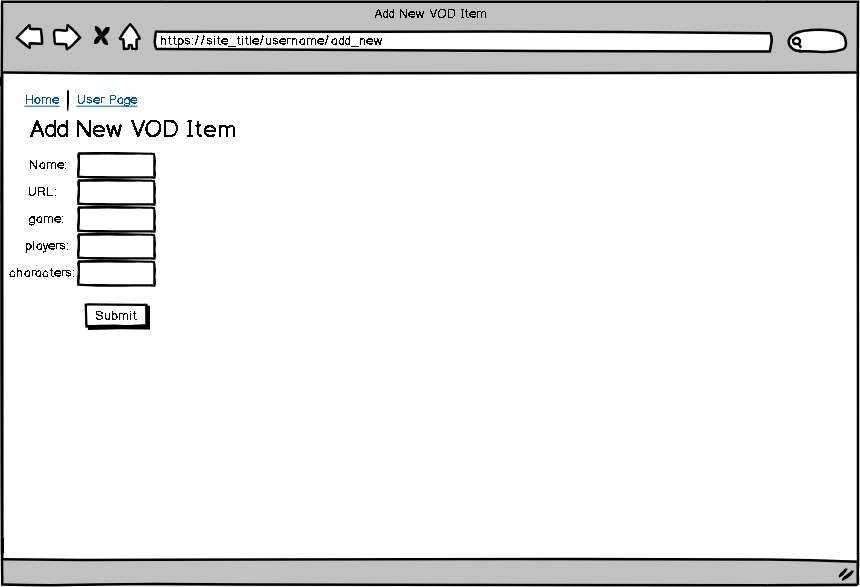 Add New VOD Item
https://site_title/username/add_new
Home | User Page
Add New VOD Item
Name:
URL:
game:
players:
characters:
Submit